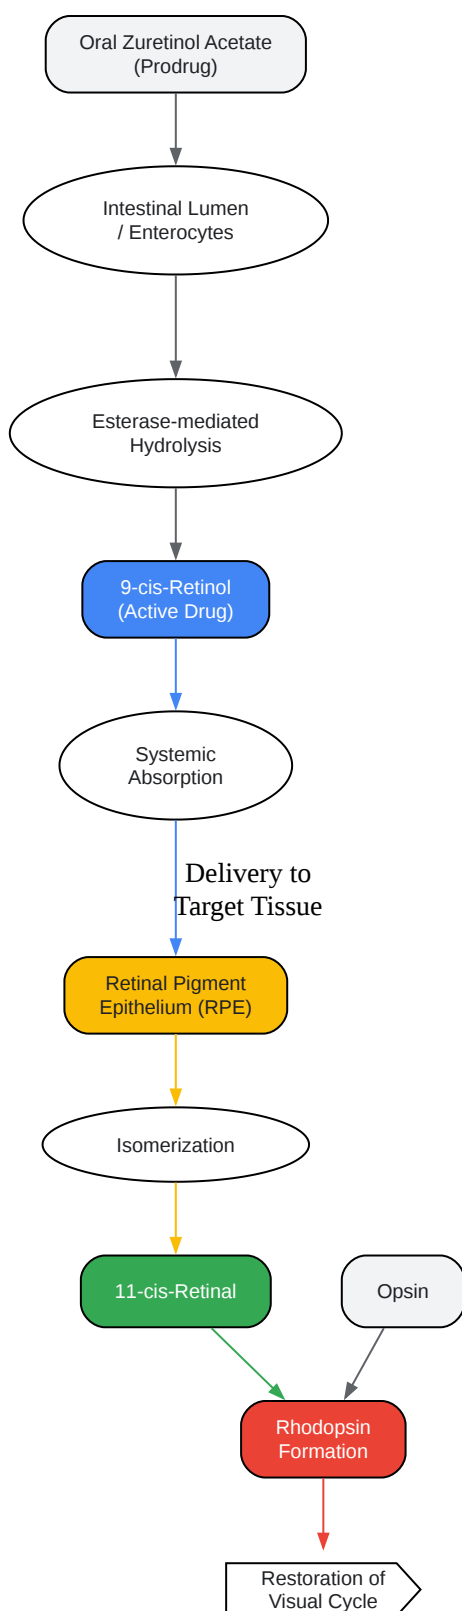 Oral Zuretinol Acetate
(Prodrug)
Intestinal Lumen
/ Enterocytes
Esterase-mediated
Hydrolysis
9-cis-Retinol
(Active Drug)
Systemic
Absorption
Delivery to
Target Tissue
Retinal Pigment
Epithelium (RPE)
Isomerization
11-cis-Retinal
Opsin
Rhodopsin
Formation
Restoration of
Visual Cycle